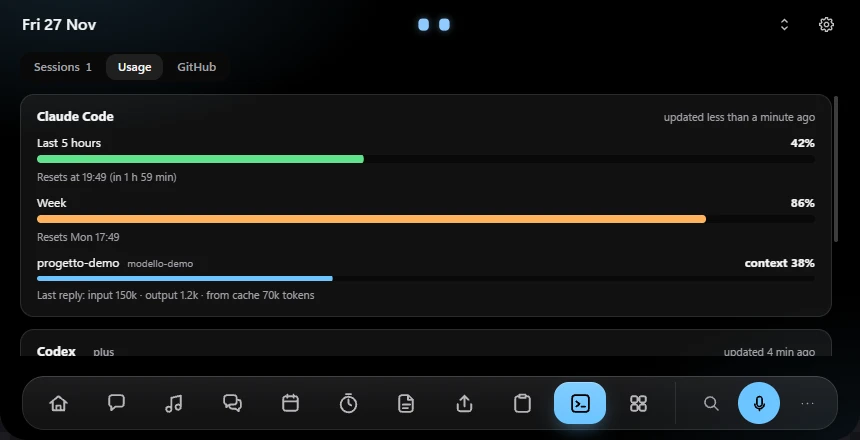 Fri 27 Nov
Sessions 1 Usage GitHub
Claude Code updated less than a minute ago
Last 5 hours 42%
Resets at 19:49 (in 1 h 59 min)
Week 86%
Resets Mon 17:49
progetto-demo modello-demo context 38%
Last reply: input 150k · output 1.2k · from cache 70k tokens
Codex plus updated 4 min ago